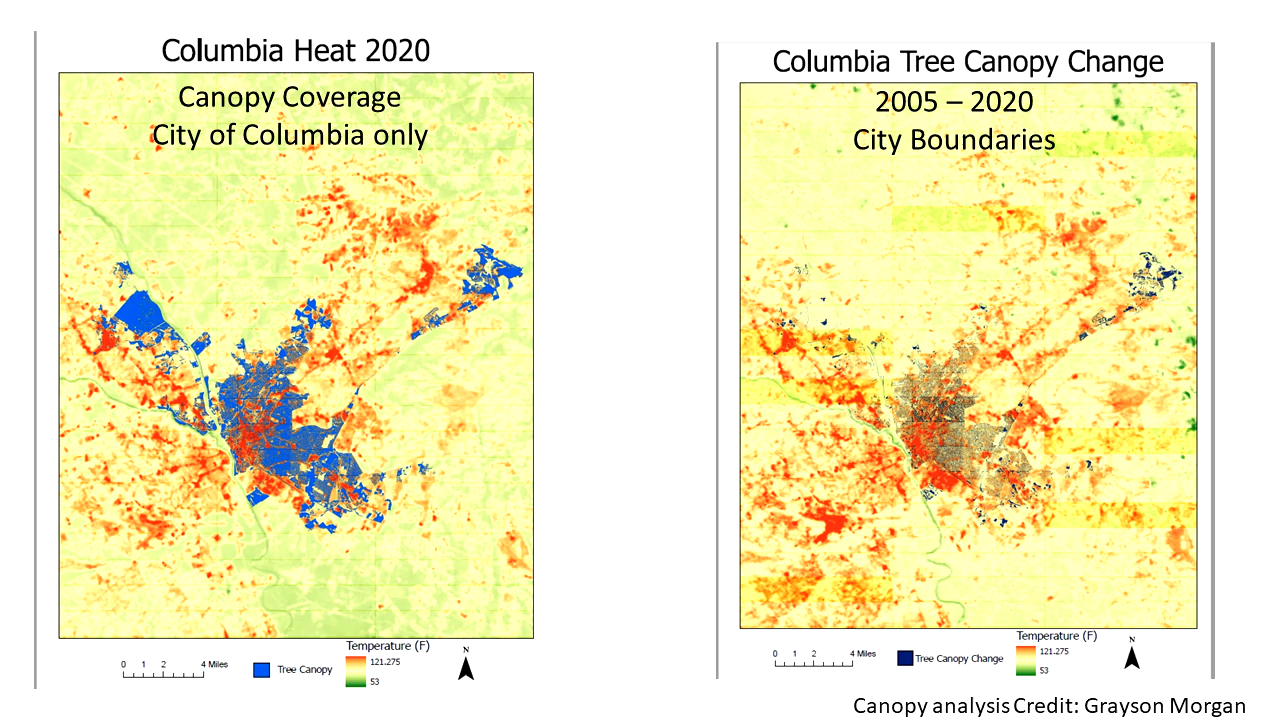 Columbia Heat 2020
Canopy Coverage
City of Columbia only
0 1 2 4 Miles
Tree Canopy
Temperature (F)
121.275
53
N
Columbia Tree Canopy Change
2005 – 2020
City Boundaries
0 1 2 4 Miles
Tree Canopy Change
Temperature (F)
121.275
53
N
Canopy analysis Credit: Grayson Morgan